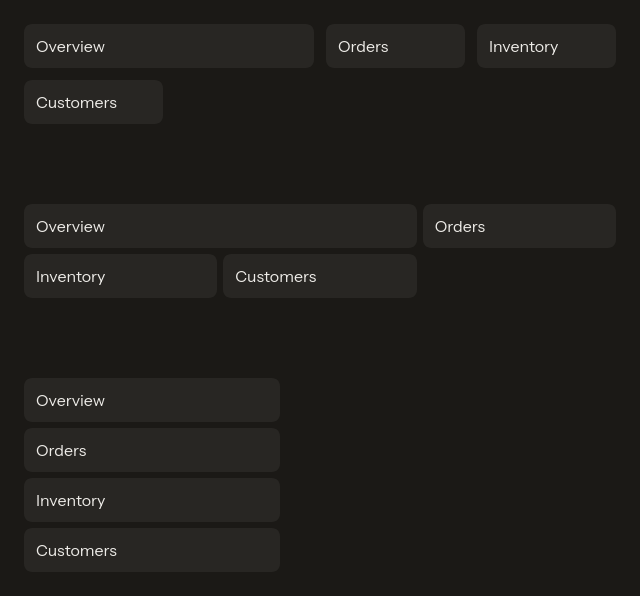 Overview Orders Inventory
Customers
Overview Orders
Inventory Customers
Overview
Orders
Inventory
Customers